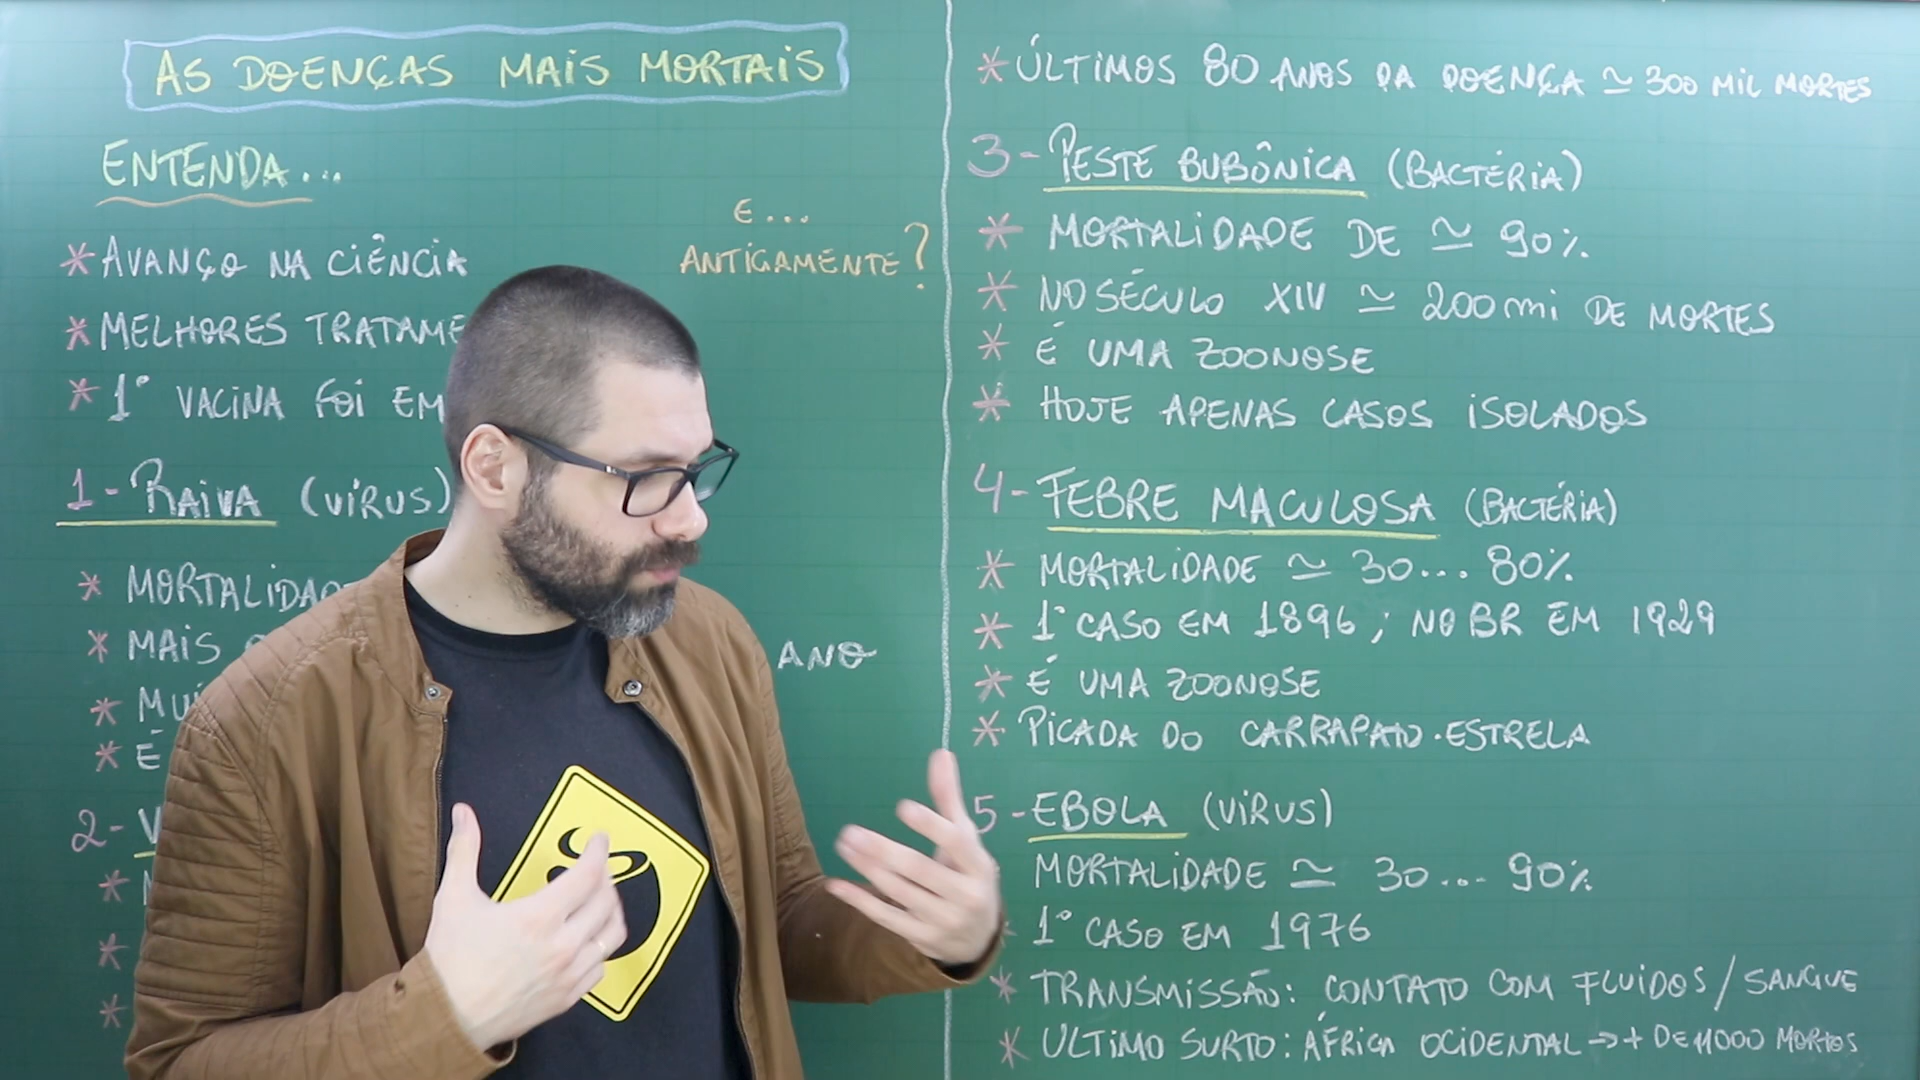 AS DOENÇAS MAIS MORTAIS
ENTENDA...
* AVANÇO NA CIÊNCIA
* MELHORES TRATAME
* 1° VACINA FOI EM
E...
ANTIGAMENTE?
1- RAIVA (VÍRUS)
* MORTALIDAD
* MAIS
ANO
* MUI
* É
2- V
*
*
*
* ÚLTIMOS 80 ANOS DA DOENÇA ≃ 300 MIL MORTES
3- PESTE BUBÔNICA (BACTÉRIA)
* MORTALIDADE DE ≃ 90%.
* NO SÉCULO XIV ≃ 200 mi DE MORTES
* É UMA ZOONOSE
* HOJE APENAS CASOS ISOLADOS
4- FEBRE MACULOSA (BACTÉRIA)
* MORTALIDADE ≃ 30... 80%.
* 1° CASO EM 1896 ; NO BR EM 1929
* É UMA ZOONOSE
* PICADA DO CARRAPATO-ESTRELA
5- EBOLA (VÍRUS)
MORTALIDADE ≃ 30... 90%
1° CASO EM 1976
* TRANSMISSÃO: CONTATO COM FLUIDOS / SANGUE
* ULTIMO SURTO: ÁFRICA OCIDENTAL → + DE 11000 MORTOS